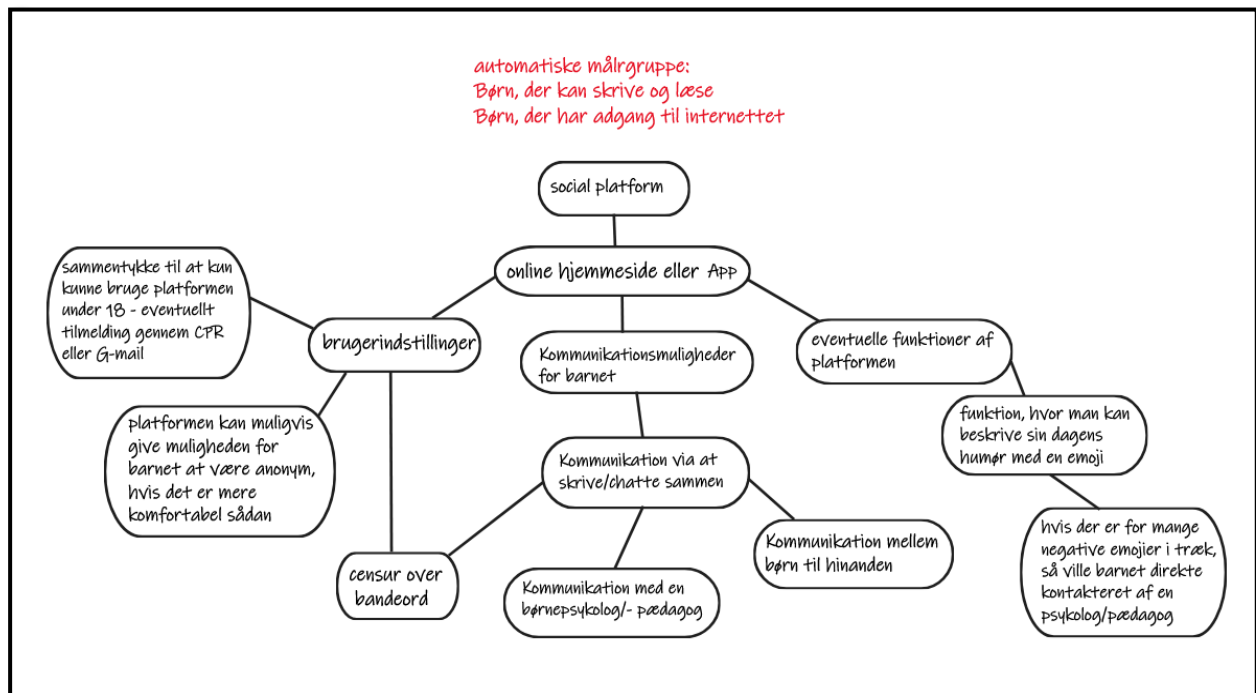 automatiske målrgruppe:
Børn, der kan skrive og læse
Børn, der har adgang til internettet
social platform
online hjemmeside eller App
sammentykke til at kun
kunne bruge platformen
under 18 - eventuellt
tilmelding gennem CPR
eller G-mail
brugerindstillinger
Kommunikationsmuligheder
for barnet
eventuelle funktioner af
platformen
platformen kan muligvis
give muligheden for
barnet at være anonym,
hvis det er mere
komfortabel sådan
funktion, hvor man kan
beskrive sin dagens
humør med en emoji
Kommunikation via at
skrive/chatte sammen
censur over
bandeord
Kommunikation med en
børnepsykolog/- pædagog
Kommunikation mellem
børn til hinanden
hvis der er for mange
negative emojier i træk,
så ville barnet direkte
kontakteret af en
psykolog/pædagog